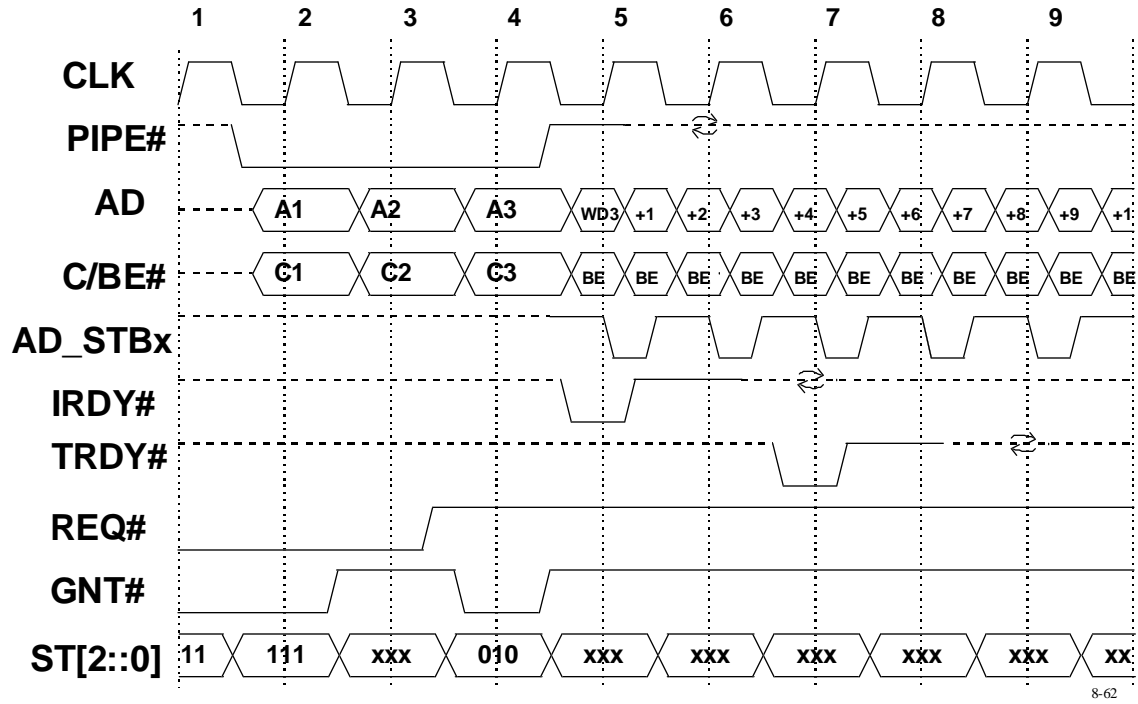 1 2 3 4 5 6 7 8 9
CLK
PIPE#
AD A1 A2 A3 WD3 +1 +2 +3 +4 +5 +6 +7 +8 +9 +1
C/BE# C1 C2 C3 BE BE BE BE BE BE BE BE BE BE BE
AD_STBx
IRDY#
TRDY#
REQ#
GNT#
ST[2::0] 11 111 xxx 010 xxx xxx xxx xxx xxx xx
8-62